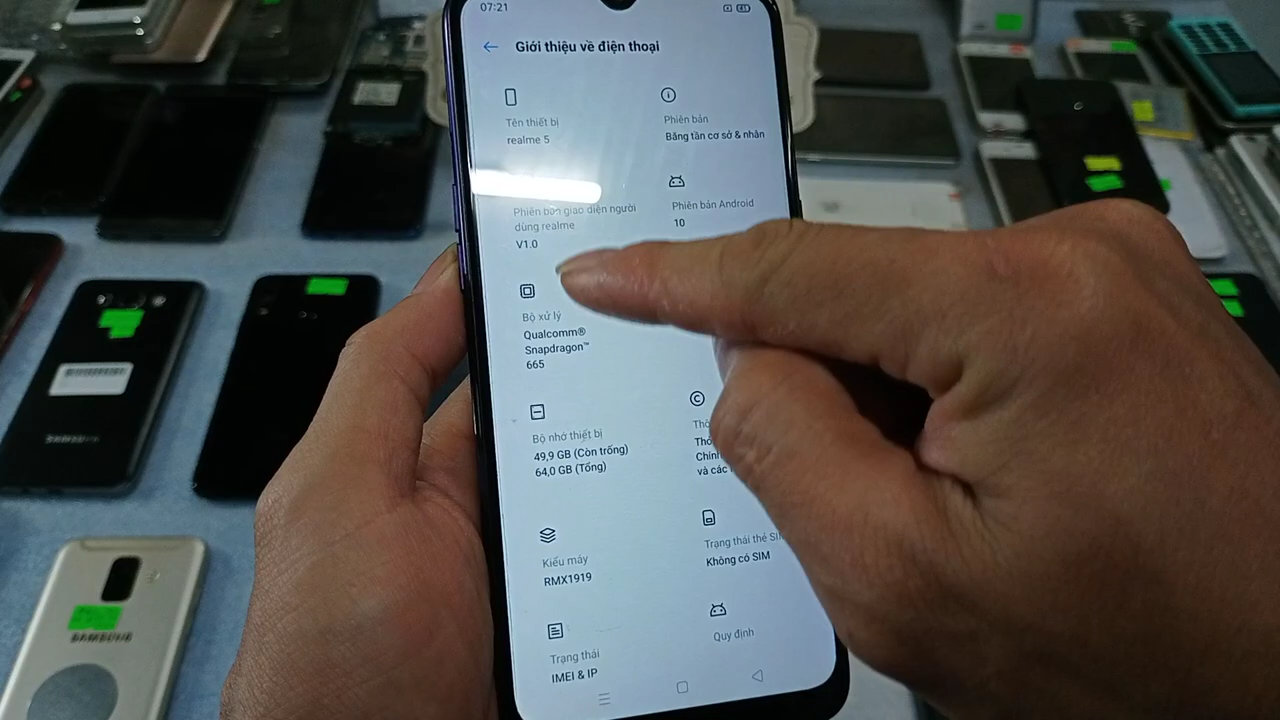 07:21
Giới thiệu về điện thoại
Tên thiết bị
realme 5
Phiên bản
Băng tần cơ sở & nhân
Phiên bản giao diện người
dùng realme
V1.0
Phiên bản Android
10
Bộ xử lý
Qualcomm®
Snapdragon™
665
Bộ nhớ thiết bị
49,9 GB (Còn trống)
64,0 GB (Tổng)
và các
Kiểu máy
RMX1919
Trạng thái thẻ
Không có SIM
Trạng thái
IMEI & IP
Quy định
SAMSUNG
SAMSUNG